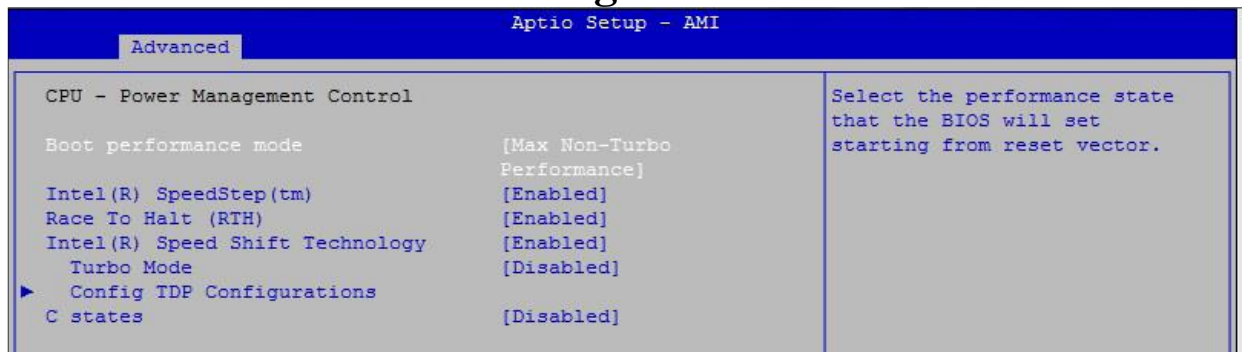 Aptio Setup - AMI
Advanced
CPU - Power Management Control
Boot performance mode [Max Non-Turbo
Performance]
Intel(R) SpeedStep(tm) [Enabled]
Race To Halt (RTH) [Enabled]
Intel(R) Speed Shift Technology [Enabled]
Turbo Mode [Disabled]
► Config TDP Configurations
C states [Disabled]
Select the performance state
that the BIOS will set
starting from reset vector.